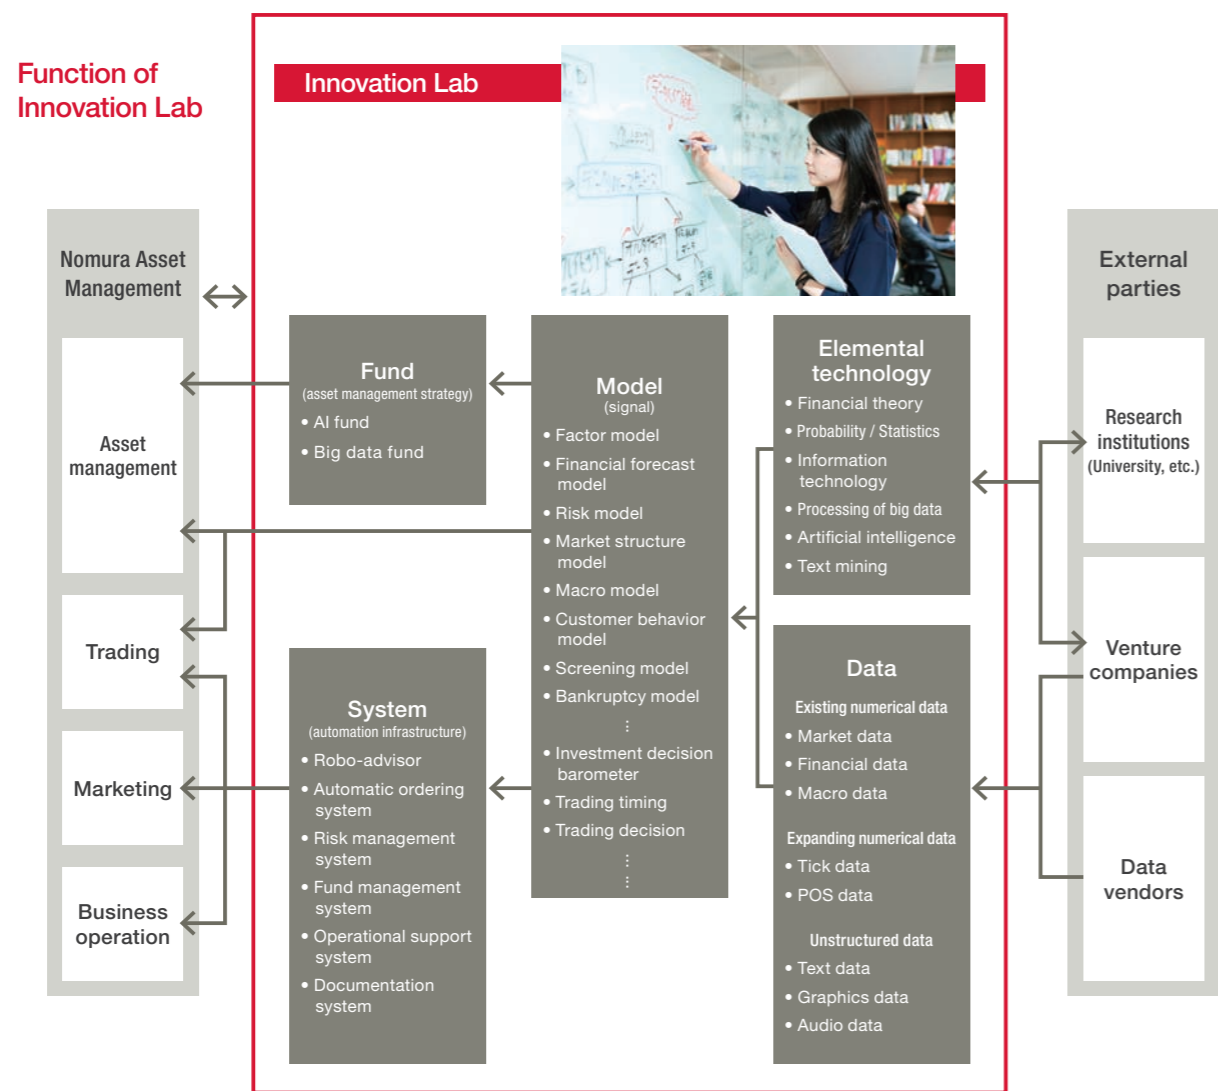 Function of
Innovation Lab
Innovation Lab
Nomura Asset
Management
Asset
management
Trading
Marketing
Business
operation
Fund
(asset management strategy)
• AI fund
• Big data fund
System
(automation infrastructure)
• Robo-advisor
• Automatic ordering
system
• Risk management
system
• Fund management
system
• Operational support
system
• Documentation
system
Model
(signal)
• Factor model
• Financial forecast
model
• Risk model
• Market structure
model
• Macro model
• Customer behavior
model
• Screening model
• Bankruptcy model
⋮
• Investment decision
barometer
• Trading timing
• Trading decision
⋮
⋮
Elemental
technology
• Financial theory
• Probability / Statistics
• Information
technology
• Processing of big data
• Artificial intelligence
• Text mining
Data
Existing numerical data
• Market data
• Financial data
• Macro data
Expanding numerical data
• Tick data
• POS data
Unstructured data
• Text data
• Graphics data
• Audio data
External
parties
Research
institutions
(University, etc.)
Venture
companies
Data
vendors